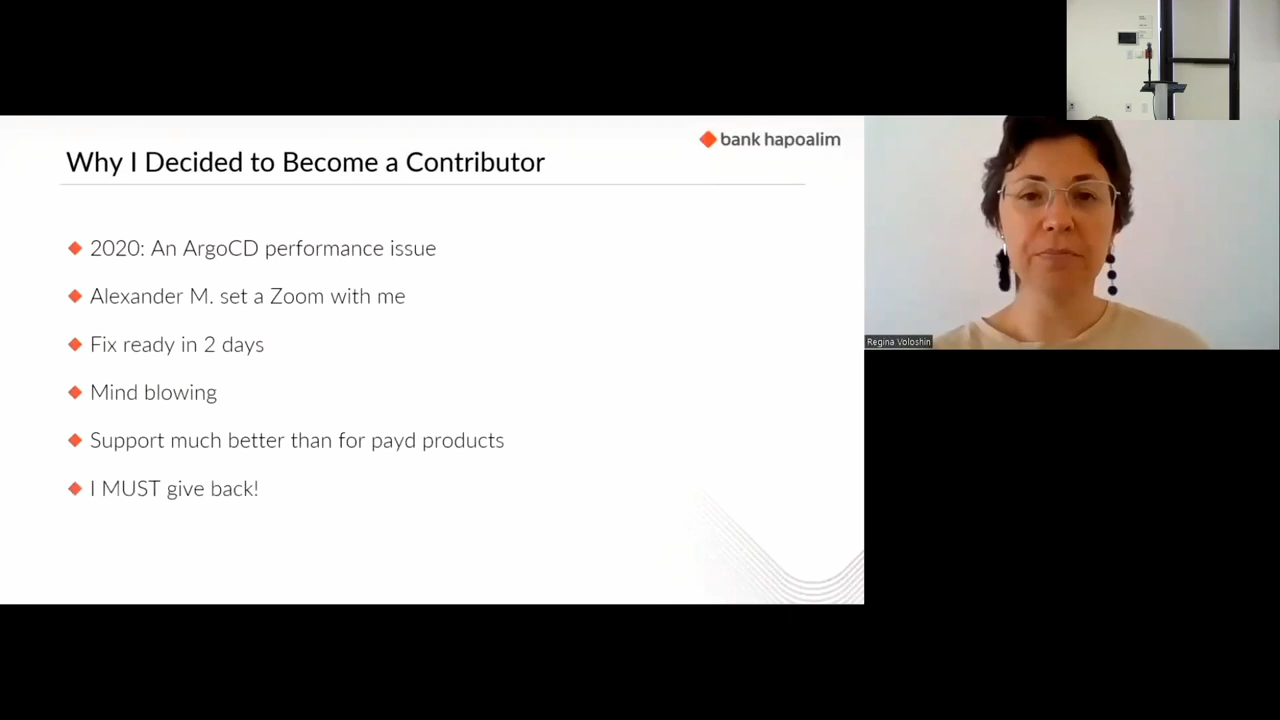 bank hapoalim
Why I Decided to Become a Contributor
2020: An ArgoCD performance issue
Alexander M. set a Zoom with me
Fix ready in 2 days
Mind blowing
Support much better than for payd products
I MUST give back!
Regina Voloshin